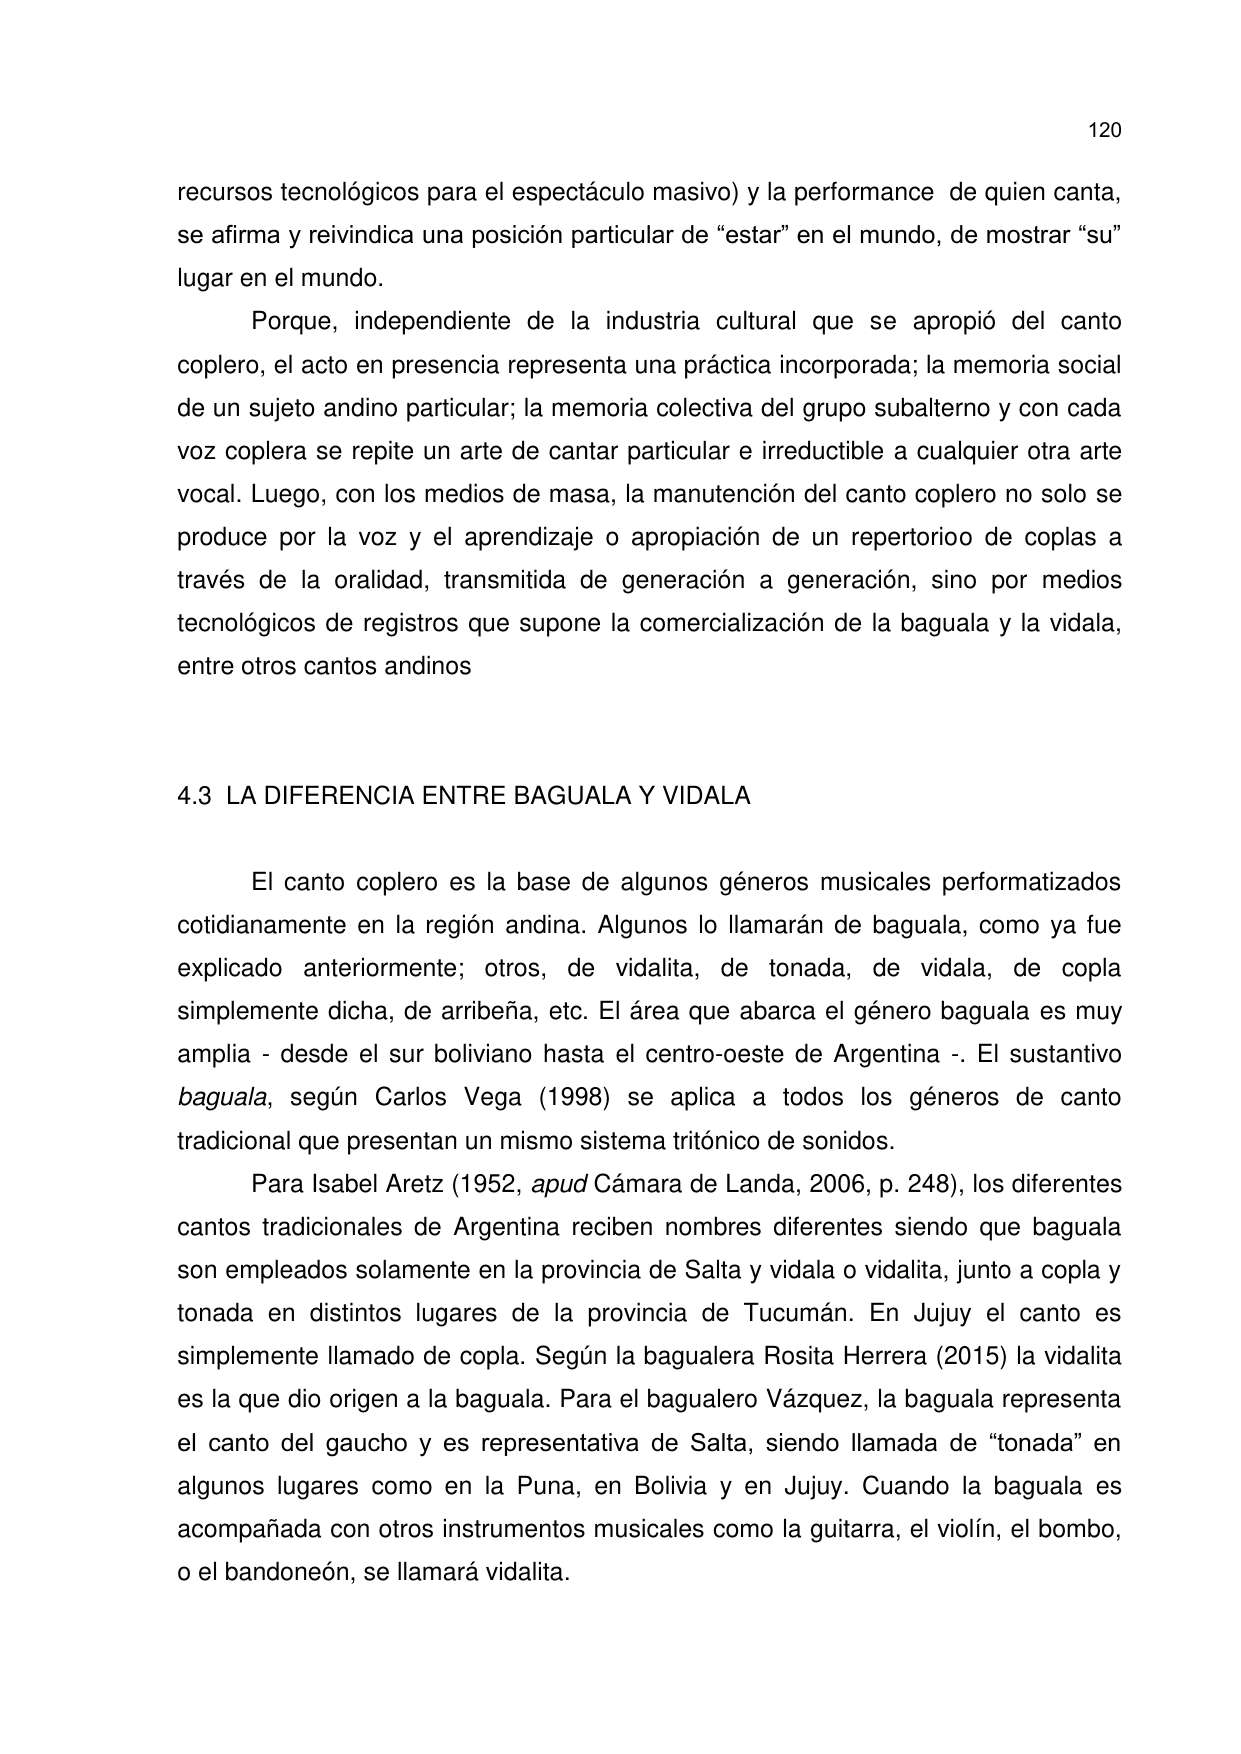 120
recursos tecnológicos para el espectáculo masivo) y la performance  de quien canta,
se afirma y reivindica una posición particular de “estar” en el mundo, de mostrar “su”
lugar en el mundo.
Porque, independiente de la industria cultural que se apropió del canto
coplero, el acto en presencia representa una práctica incorporada; la memoria social
de un sujeto andino particular; la memoria colectiva del grupo subalterno y con cada
voz coplera se repite un arte de cantar particular e irreductible a cualquier otra arte
vocal. Luego, con los medios de masa, la manutención del canto coplero no solo se
produce por la voz y el aprendizaje o apropiación de un repertorioo de coplas a
través de la oralidad, transmitida de generación a generación, sino por medios
tecnológicos de registros que supone la comercialización de la baguala y la vidala,
entre otros cantos andinos
4.3  LA DIFERENCIA ENTRE BAGUALA Y VIDALA
El canto coplero es la base de algunos géneros musicales performatizados
cotidianamente en la región andina. Algunos lo llamarán de baguala, como ya fue
explicado anteriormente; otros, de vidalita, de tonada, de vidala, de copla
simplemente dicha, de arribeña, etc. El área que abarca el género baguala es muy
amplia - desde el sur boliviano hasta el centro-oeste de Argentina -. El sustantivo
baguala, según Carlos Vega (1998) se aplica a todos los géneros de canto
tradicional que presentan un mismo sistema tritónico de sonidos.
Para Isabel Aretz (1952, apud Cámara de Landa, 2006, p. 248), los diferentes
cantos tradicionales de Argentina reciben nombres diferentes siendo que baguala
son empleados solamente en la provincia de Salta y vidala o vidalita, junto a copla y
tonada en distintos lugares de la provincia de Tucumán. En Jujuy el canto es
simplemente llamado de copla. Según la bagualera Rosita Herrera (2015) la vidalita
es la que dio origen a la baguala. Para el bagualero Vázquez, la baguala representa
el canto del gaucho y es representativa de Salta, siendo llamada de “tonada” en
algunos lugares como en la Puna, en Bolivia y en Jujuy. Cuando la baguala es
acompañada con otros instrumentos musicales como la guitarra, el violín, el bombo,
o el bandoneón, se llamará vidalita.